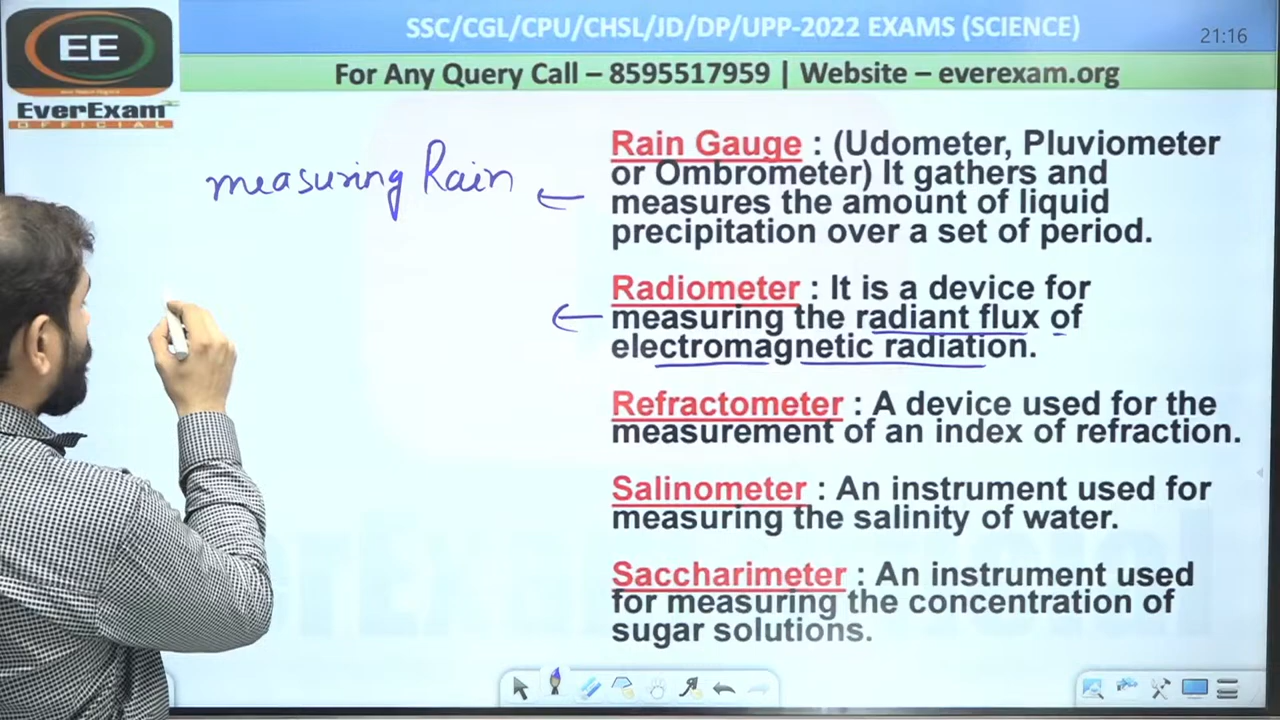 SSC/CGL/CPU/CHSL/JD/DP/UPP-2022 EXAMS (SCIENCE)
21:16
For Any Query Call – 8595517959 | Website – everexam.org
EE
EverExam
OFFICIAL
measuring Rain
Rain Gauge : (Udometer, Pluviometer
or Ombrometer) It gathers and
measures the amount of liquid
precipitation over a set of period.
Radiometer : It is a device for
measuring the radiant flux of
electromagnetic radiation.
Refractometer : A device used for the
measurement of an index of refraction.
Salinometer : An instrument used for
measuring the salinity of water.
Saccharimeter : An instrument used
for measuring the concentration of
sugar solutions.